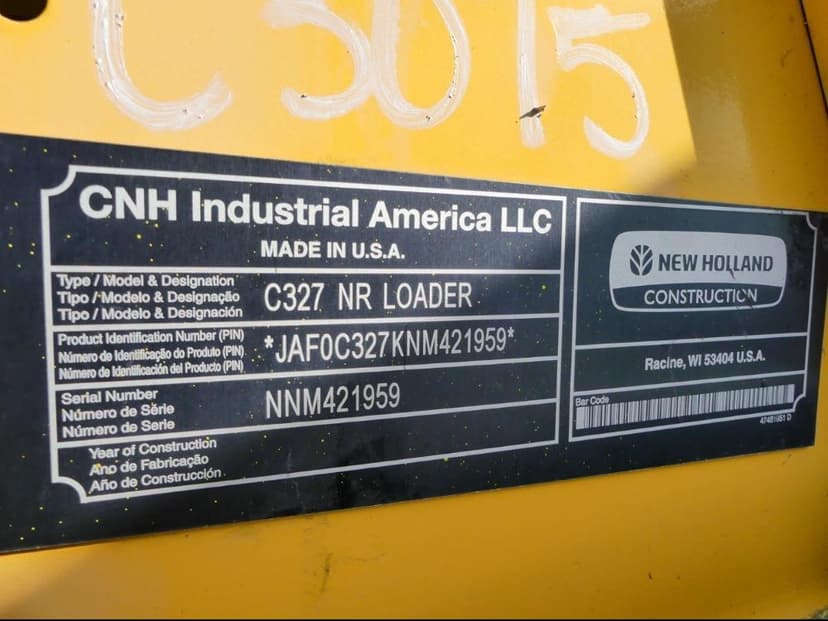 C3015
CNH Industrial America LLC
MADE IN U.S.A.
Type / Model & Designation
Tipo / Modelo & Designação
Tipo / Modelo & Designación
C327 NR LOADER
Product Identification Number (PIN)
Número de Identificação do Produto (PIN)
Número de Identificación del Producto (PIN)
*JAF0C327KNM421959*
Serial Number
Número de Série
Número de Serie
NNM421959
Year of Construction
Ano de Fabricação
Año de Construcción
NEW HOLLAND
CONSTRUCTION
Racine, WI 53404 U.S.A.
Bar Code
47481951 D